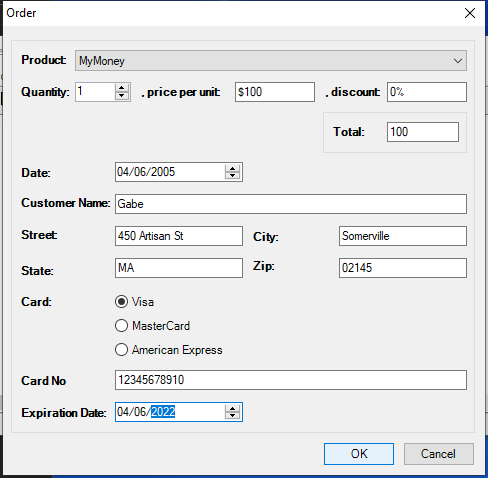 Order
Product: MyMoney
Quantity: 1 , price per unit: $100 , discount: 0%
Total: 100
Date: 04/06/2005
Customer Name: Gabe
Street: 450 Artisan St City: Somerville
State: MA Zip: 02145
Card: Visa
MasterCard
American Express
Card No 12345678910
Expiration Date: 04/06/2022
OK Cancel